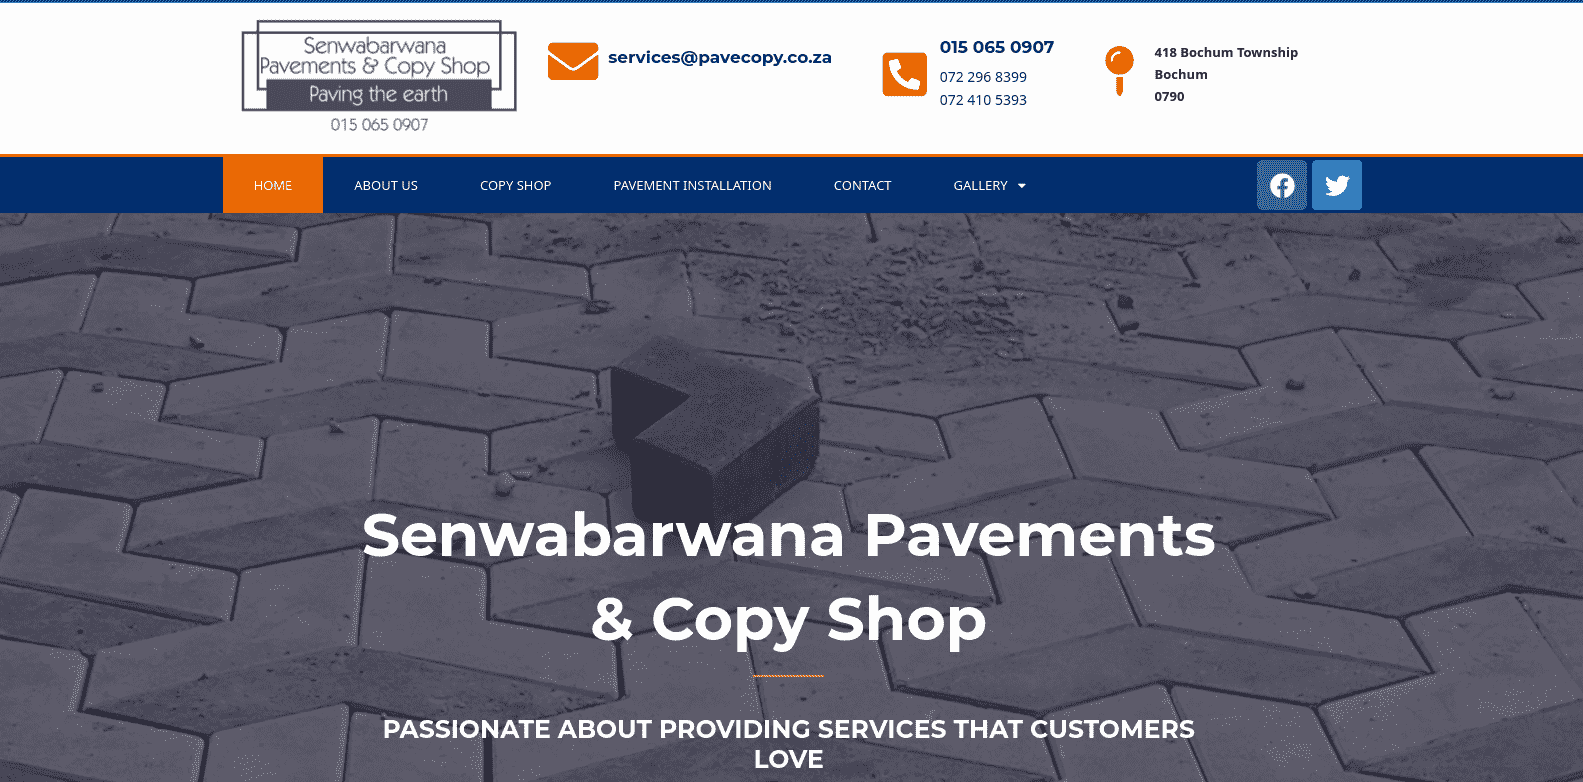 Senwabarwana
Pavements & Copy Shop
Paving the earth
015 065 0907
services@pavecopy.co.za
015 065 0907
072 296 8399
072 410 5393
418 Bochum Township
Bochum
0790
HOME
ABOUT US
COPY SHOP
PAVEMENT INSTALLATION
CONTACT
GALLERY
Senwabarwana Pavements
& Copy Shop
PASSIONATE ABOUT PROVIDING SERVICES THAT CUSTOMERS
LOVE